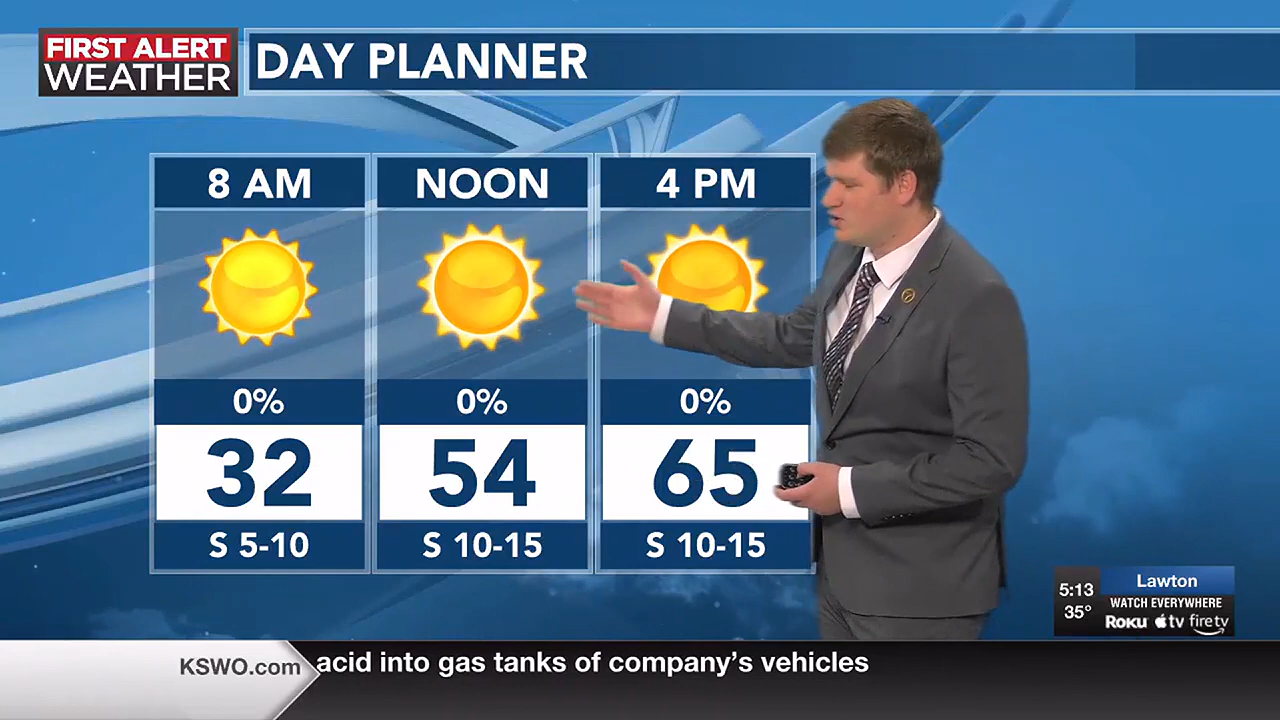 FIRST ALERT
WEATHER
DAY PLANNER
8 AM
NOON
4 PM
0%
0%
0%
32
54
65
S 5-10
S 10-15
S 10-15
5:13
35°
Lawton
WATCH EVERYWHERE
Roku tv firetv
KSWO.com
acid into gas tanks of company's vehicles